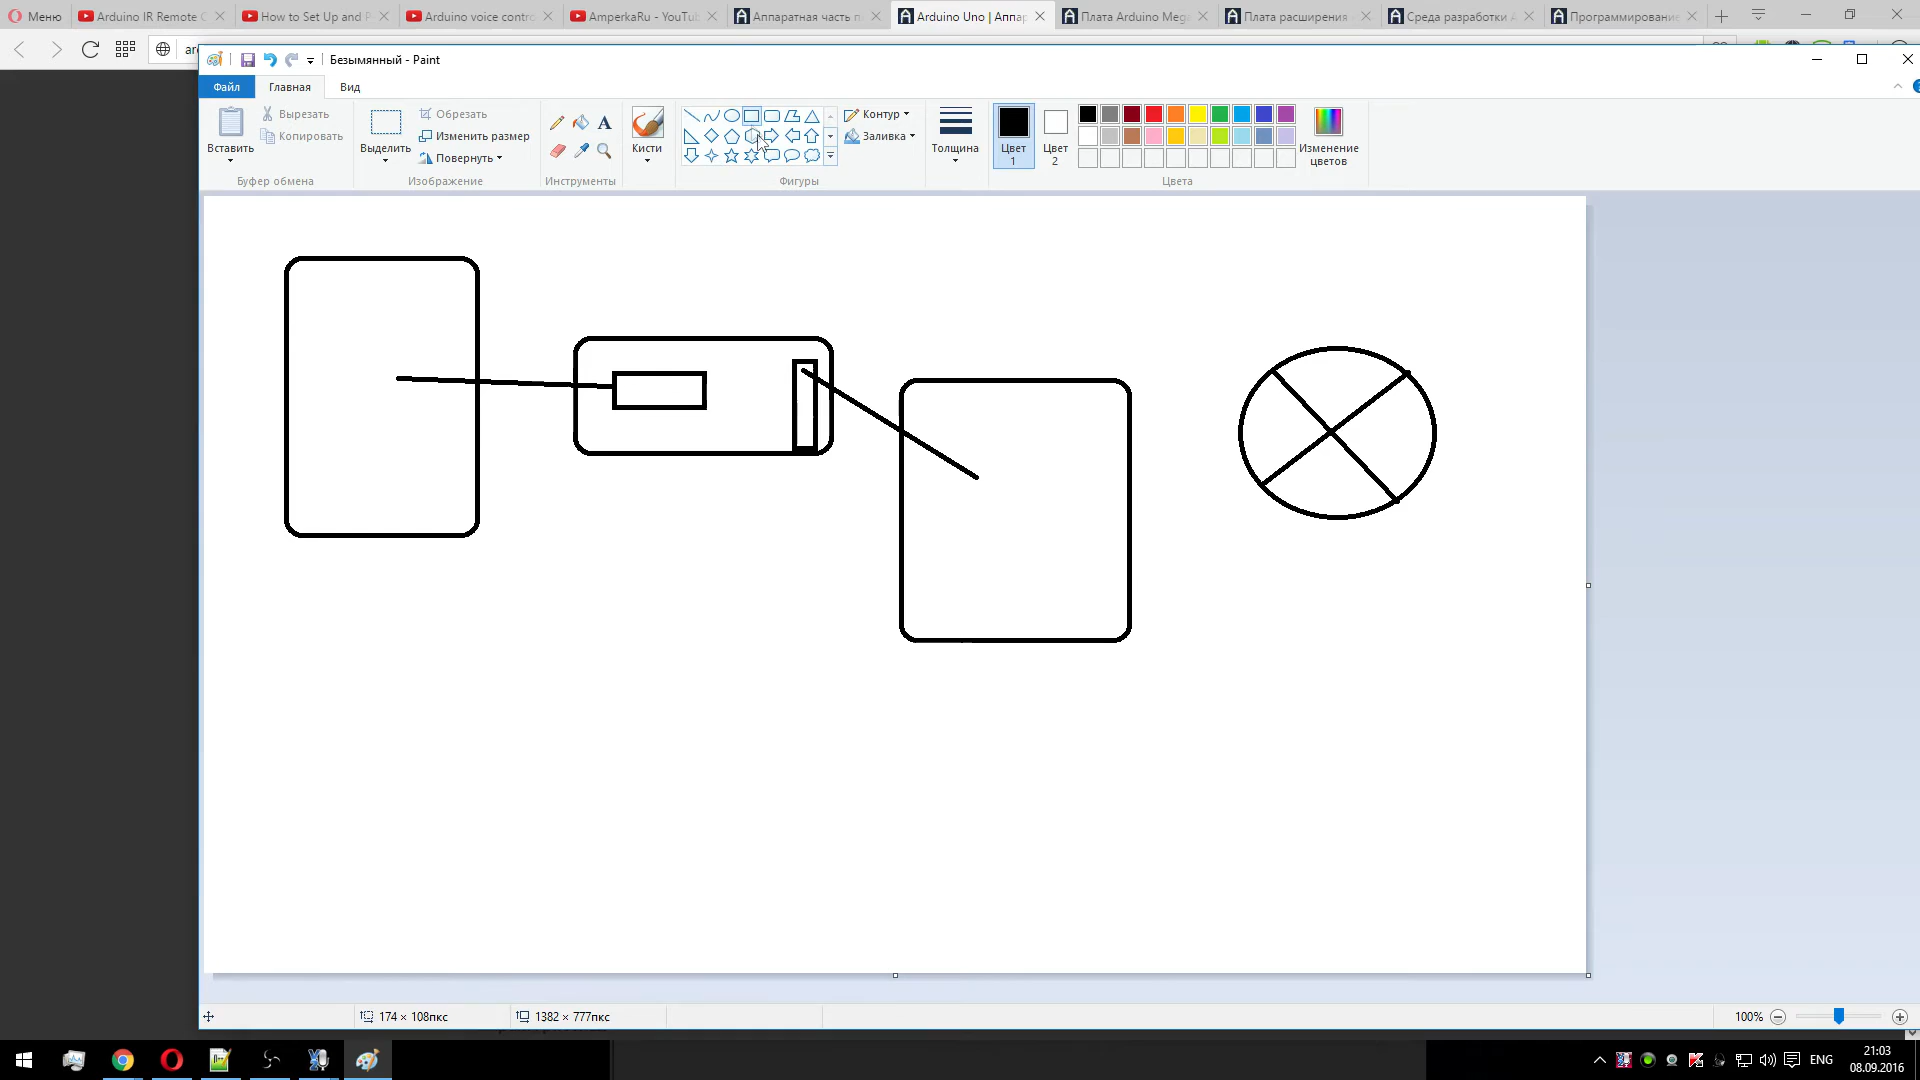 Меню
Arduino IR Remote C
How to Set Up and P
Arduino voice contro
AmperkaRu - YouTu
Аппаратная часть п
Arduino Uno | Аппар
Плата Arduino Mega
Плата расширения
Среда разработки A
Программирование
Безымянный - Paint
Файл
Главная
Вид
Вставить
Вырезать
Копировать
Буфер обмена
Выделить
Обрезать
Изменить размер
Повернуть
Изображение
Инструменты
Кисти
Фигуры
Контур
Заливка
Толщина
Цвет
1
Цвет
2
Изменение
цветов
Цвета
174 × 108пкс
1382 × 777пкс
100%
ENG
21:03
08.09.2016